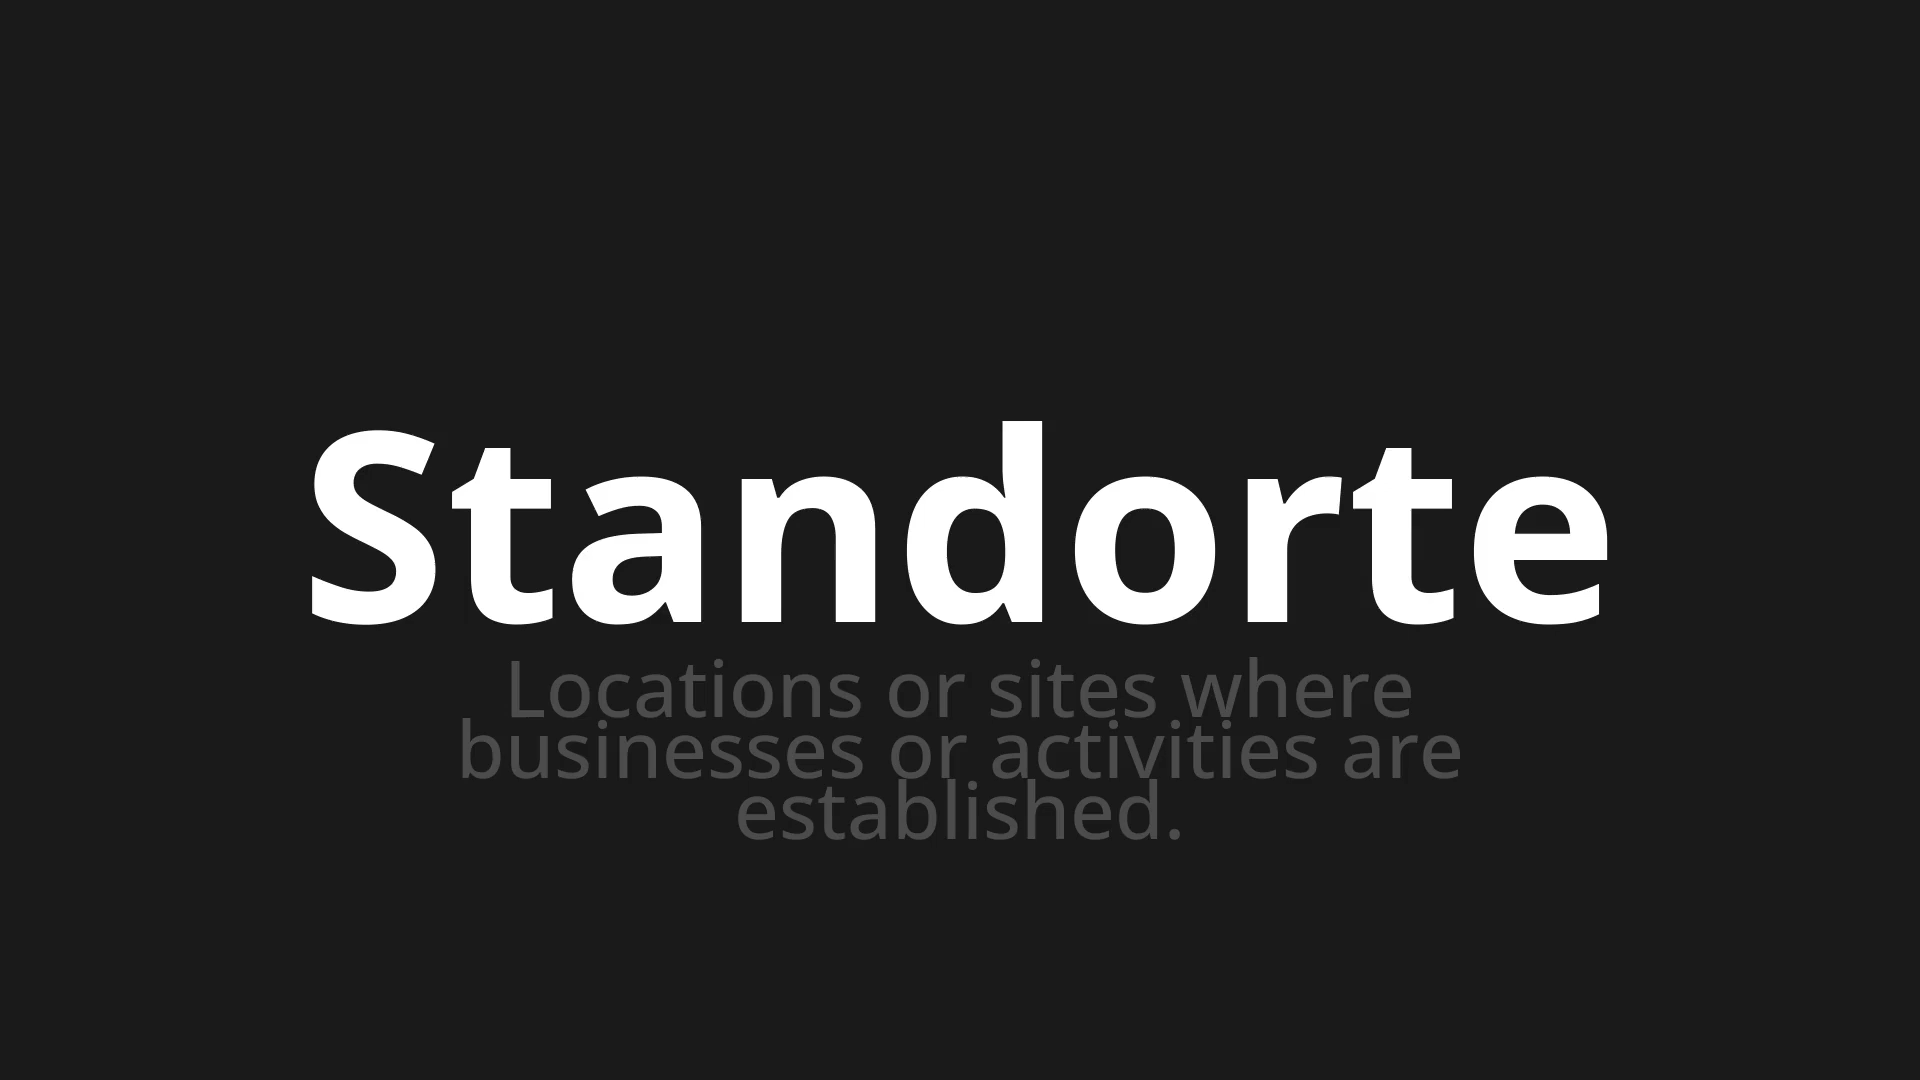 Standorte
Locations or sites where
businesses or activities are
established.